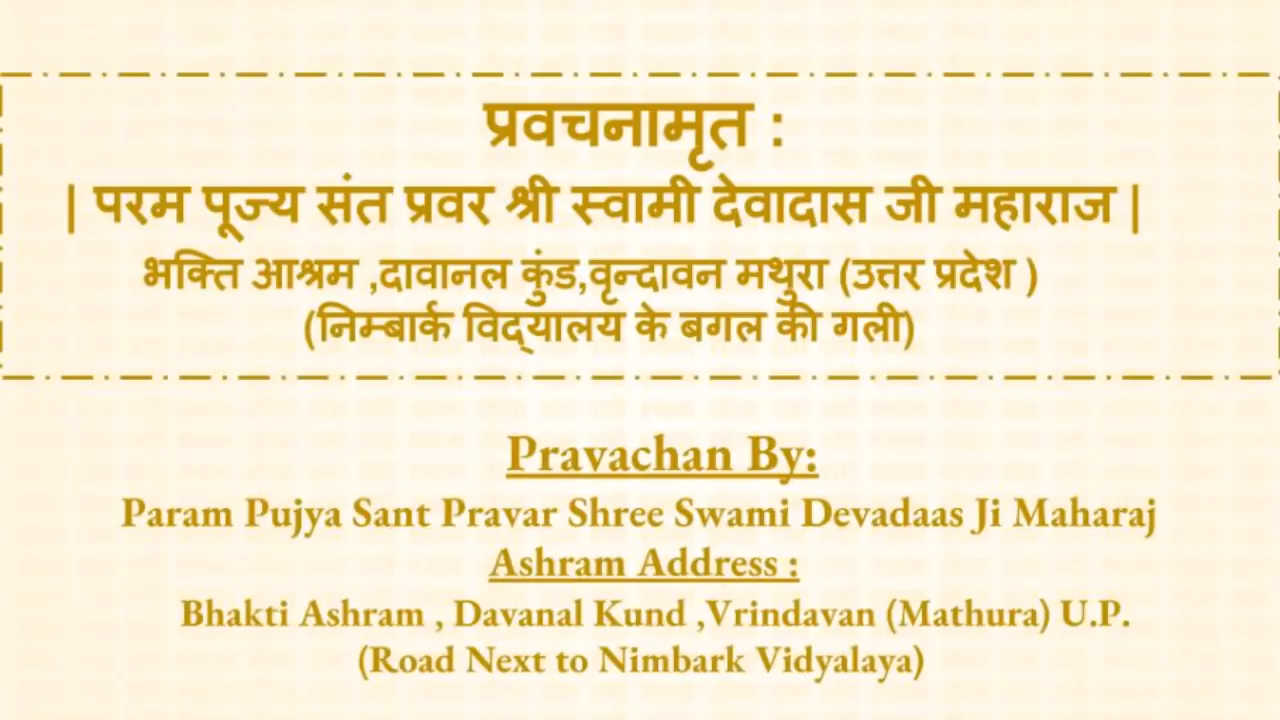 प्रवचनामृत :
| परम पूज्य संत प्रवर श्री स्वामी देवादास जी महाराज |
भक्ति आश्रम ,दावानल कुंड,वृन्दावन मथुरा (उत्तर प्रदेश )
(निम्बार्क विद्यालय के बगल की गली)
Pravachan By:
Param Pujya Sant Pravar Shree Swami Devadaas Ji Maharaj
Ashram Address :
Bhakti Ashram , Davanal Kund ,Vrindavan (Mathura) U.P.
(Road Next to Nimbark Vidyalaya)